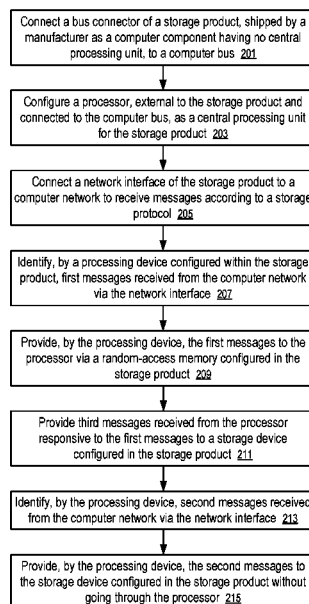 Connect a bus connector of a storage product, shipped by a
manufacturer as a computer component having no central
processing unit, to a computer bus 201
Configure a processor, external to the storage product and
connected to the computer bus, as a central processing unit
for the storage product 203
Connect a network interface of the storage product to a
computer network to receive messages according to a storage
protocol 205
Identify, by a processing device configured within the storage
product, first messages received from the computer network
via the network interface 207
Provide, by the processing device, the first messages to the
processor via a random-access memory configured in the
storage product 209
Provide third messages received from the processor
responsive to the first messages to a storage device
configured in the storage product 211
Identify, by the processing device, second messages received
from the computer network via the network interface 213
Provide, by the processing device, the second messages to
the storage device configured in the storage product without
going through the processor 215